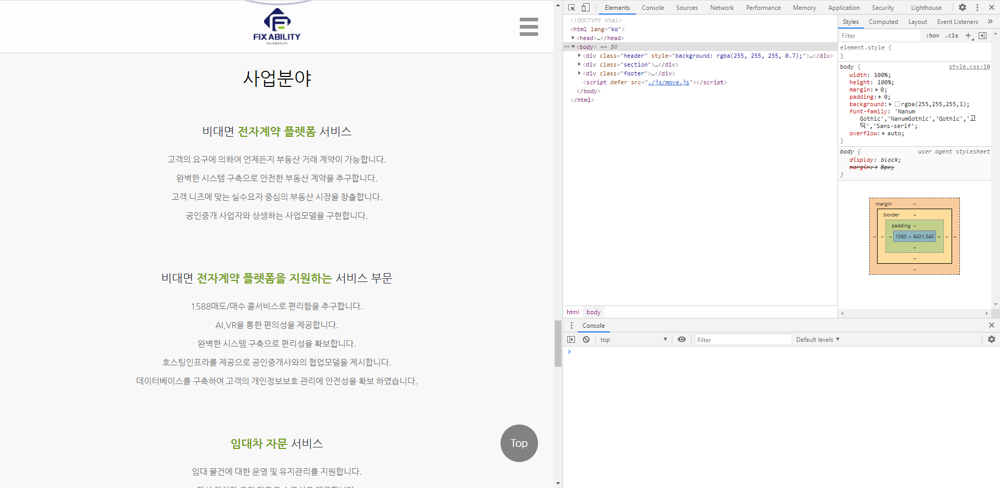 FIX ABILITY
사업분야
비대면 전자계약 플렛폼 서비스
고객의 요구에 의하여 언제든지 부동산 거래 계약이 가능합니다.
완벽한 시스템 구축으로 안전한 부동산 계약을 추구합니다.
고객 니즈에 맞는 실수요자 중심의 부동산 시장을 창출합니다.
공인중개 사업자와 상생하는 사업모델을 구현합니다.
비대면 전자계약 플렛폼을 지원하는 서비스 부문
1588매도/매수 콜서비스로 편리함을 추구합니다.
AI,VR을 통한 편의성을 제공합니다.
완벽한 시스템 구축으로 편리성을 확보합니다.
호스팅인프라를 제공으로 공인중개사와의 협업모델을 제시합니다.
데이터베이스를 구축하여 고객의 개인정보보호 관리에 안전성을 확보 하였습니다.
임대차 자문 서비스
임대 물건에 대한 운영 및 유지관리를 지원합니다.
Top
Elements Console Sources Network Performance Memory Application Security Lighthouse
<!DOCTYPE html>
<html lang="ko">
<head>…</head>
<body> == $0
<div class="header" style="background: rgba(255, 255, 255, 0.7);">…</div>
<div class="section">…</div>
<div class="footer">…</div>
<script defer src="./js/move.js"></script>
</body>
</html>
html body
Styles Computed Layout Event Listeners »
Filter :hov .cls +
element.style {
}
body { style.css:10
width: 100%;
height: 100%;
margin: 0;
padding: 0;
background: rgba(255,255,255,1);
font-family: 'Nanum
Gothic','NanumGothic','Gothic','고
딕','Sans-serif';
overflow: auto;
}
body { user agent stylesheet
display: block;
margin: 8px;
}
margin –
border –
padding –
– – – 1063 × 9431.340 – – –
–
–
–
Console
top Filter Default levels
>